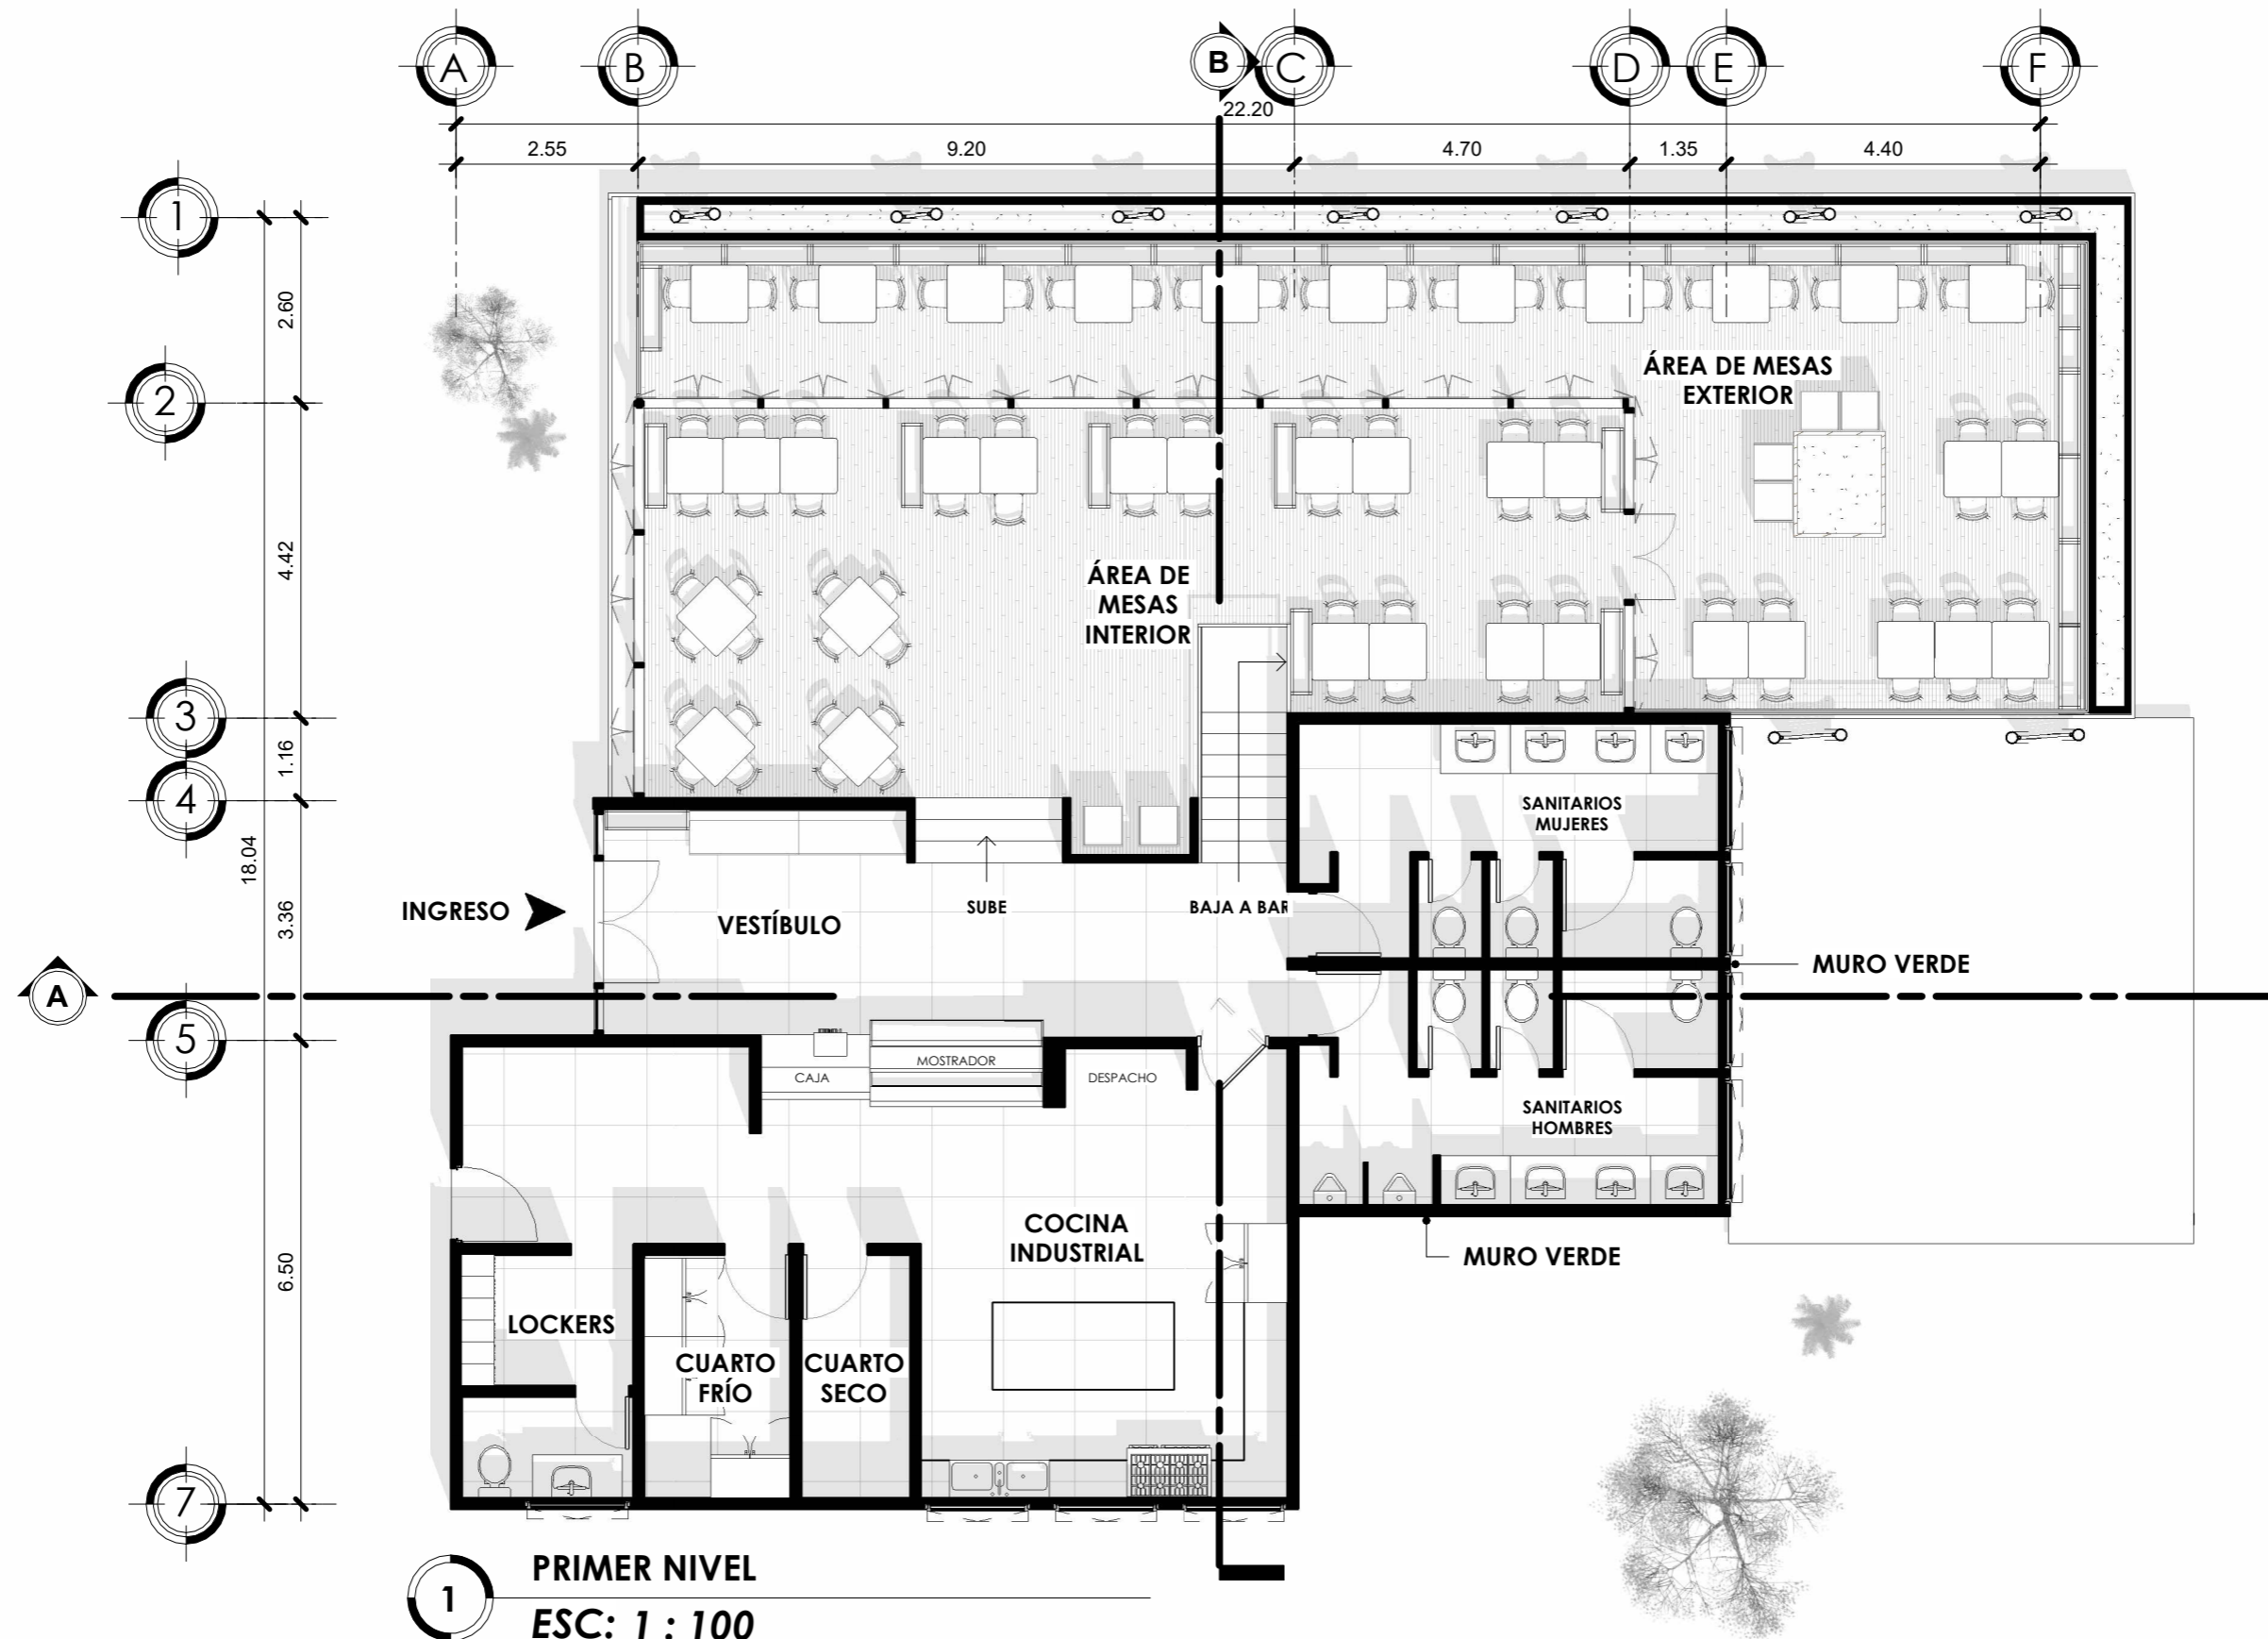 A
B
B
C
D
E
F
22.20
2.55
9.20
4.70
1.35
4.40
1
2.60
2
ÁREA DE MESAS
EXTERIOR
4.42
ÁREA DE
MESAS
INTERIOR
3
1.16
4
SANITARIOS
MUJERES
18.04
3.36
INGRESO
VESTÍBULO
SUBE
BAJA A BAR
MURO VERDE
A
5
CAJA
MOSTRADOR
DESPACHO
SANITARIOS
HOMBRES
COCINA
INDUSTRIAL
MURO VERDE
6.50
LOCKERS
CUARTO
FRÍO
CUARTO
SECO
7
1
PRIMER NIVEL
ESC: 1 : 100